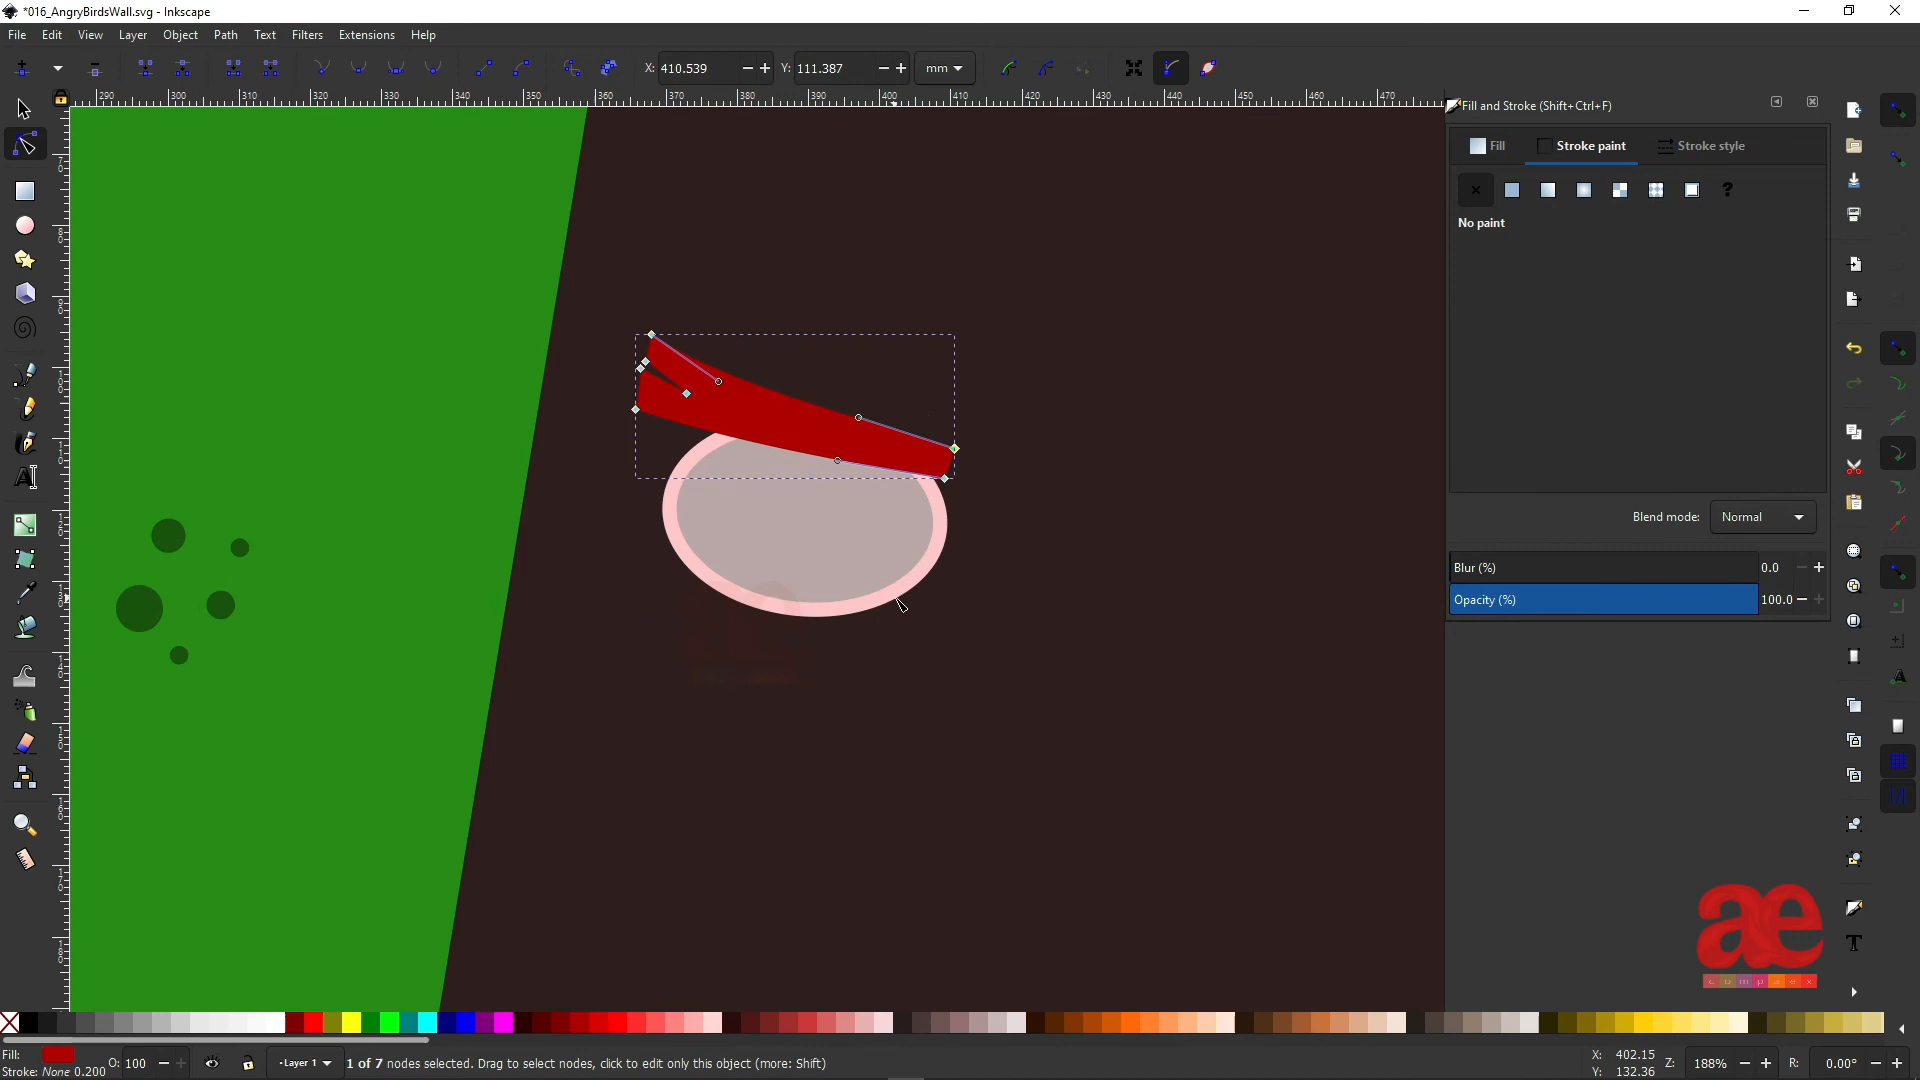 *016_AngryBirdsWall.svg - Inkscape
File Edit View Layer Object Path Text Filters Extensions Help
X: 410.539 Y: 111.387 mm
290 300 310 320 330 340 350 360 370 380 390 400 410 420 430 440 450 460 470
Fill and Stroke (Shift+Ctrl+F)
Fill Stroke paint Stroke style
?
No paint
Blend mode: Normal
Blur (%) 0.0
Opacity (%) 100.0
æ
c u m p a e x
Fill: O: 100
Stroke: None 0.200
-Layer 1
1 of 7 nodes selected. Drag to select nodes, click to edit only this object (more: Shift)
X: 402.15
Y: 132.36
Z: 188% R: 0.00°